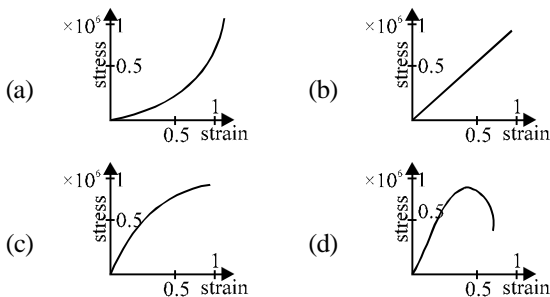 ×10⁶ 1
stress
0.5
(a)
1
0.5 strain
×10⁶ 1
stress
0.5
(b)
1
0.5 strain
×10⁶ 1
stress
0.5
(c)
1
0.5 strain
×10⁶ 1
stress
0.5
(d)
1
0.5 strain